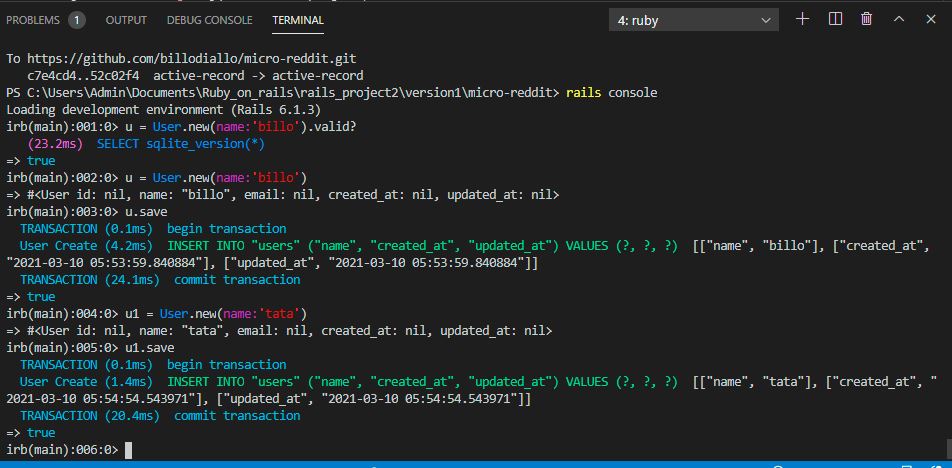 PROBLEMS 1 OUTPUT DEBUG CONSOLE TERMINAL 4: ruby
To https://github.com/billodiallo/micro-reddit.git
   c7e4cd4..52c02f4  active-record -> active-record
PS C:\Users\Admin\Documents\Ruby_on_rails\rails_project2\version1\micro-reddit> rails console
Loading development environment (Rails 6.1.3)
irb(main):001:0> u = User.new(name:'billo').valid?
   (23.2ms)  SELECT sqlite_version(*)
=> true
irb(main):002:0> u = User.new(name:'billo')
=> #<User id: nil, name: "billo", email: nil, created_at: nil, updated_at: nil>
irb(main):003:0> u.save
  TRANSACTION (0.1ms)  begin transaction
  User Create (4.2ms)  INSERT INTO "users" ("name", "created_at", "updated_at") VALUES (?, ?, ?)  [["name", "billo"], ["created_at",
"2021-03-10 05:53:59.840884"], ["updated_at", "2021-03-10 05:53:59.840884"]]
  TRANSACTION (24.1ms)  commit transaction
=> true
irb(main):004:0> u1 = User.new(name:'tata')
=> #<User id: nil, name: "tata", email: nil, created_at: nil, updated_at: nil>
irb(main):005:0> u1.save
  TRANSACTION (0.1ms)  begin transaction
  User Create (1.4ms)  INSERT INTO "users" ("name", "created_at", "updated_at") VALUES (?, ?, ?)  [["name", "tata"], ["created_at", "
2021-03-10 05:54:54.543971"], ["updated_at", "2021-03-10 05:54:54.543971"]]
  TRANSACTION (20.4ms)  commit transaction
=> true
irb(main):006:0>